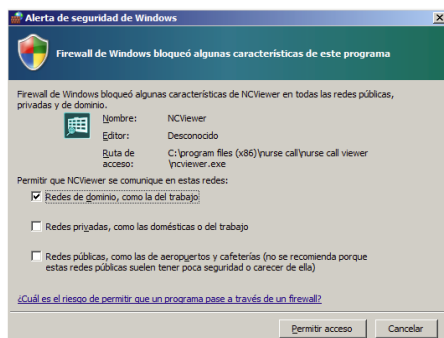 Alerta de seguridad de Windows
Firewall de Windows bloqueó algunas características de este programa
Firewall de Windows bloqueó algunas características de NCViewer en todas las redes públicas,
privadas y de dominio.
Nombre: NCViewer
Editor: Desconocido
Ruta de acceso: C:\program files (x86)\nurse call\nurse call viewer
\ncviewer.exe
Permitir que NCViewer se comunique en estas redes:
Redes de dominio, como la del trabajo
Redes privadas, como las domésticas o del trabajo
Redes públicas, como las de aeropuertos y cafeterías (no se recomienda porque
estas redes públicas suelen tener poca seguridad o carecer de ella)
¿Cuál es el riesgo de permitir que un programa pase a través de un firewall?
Permitir acceso
Cancelar